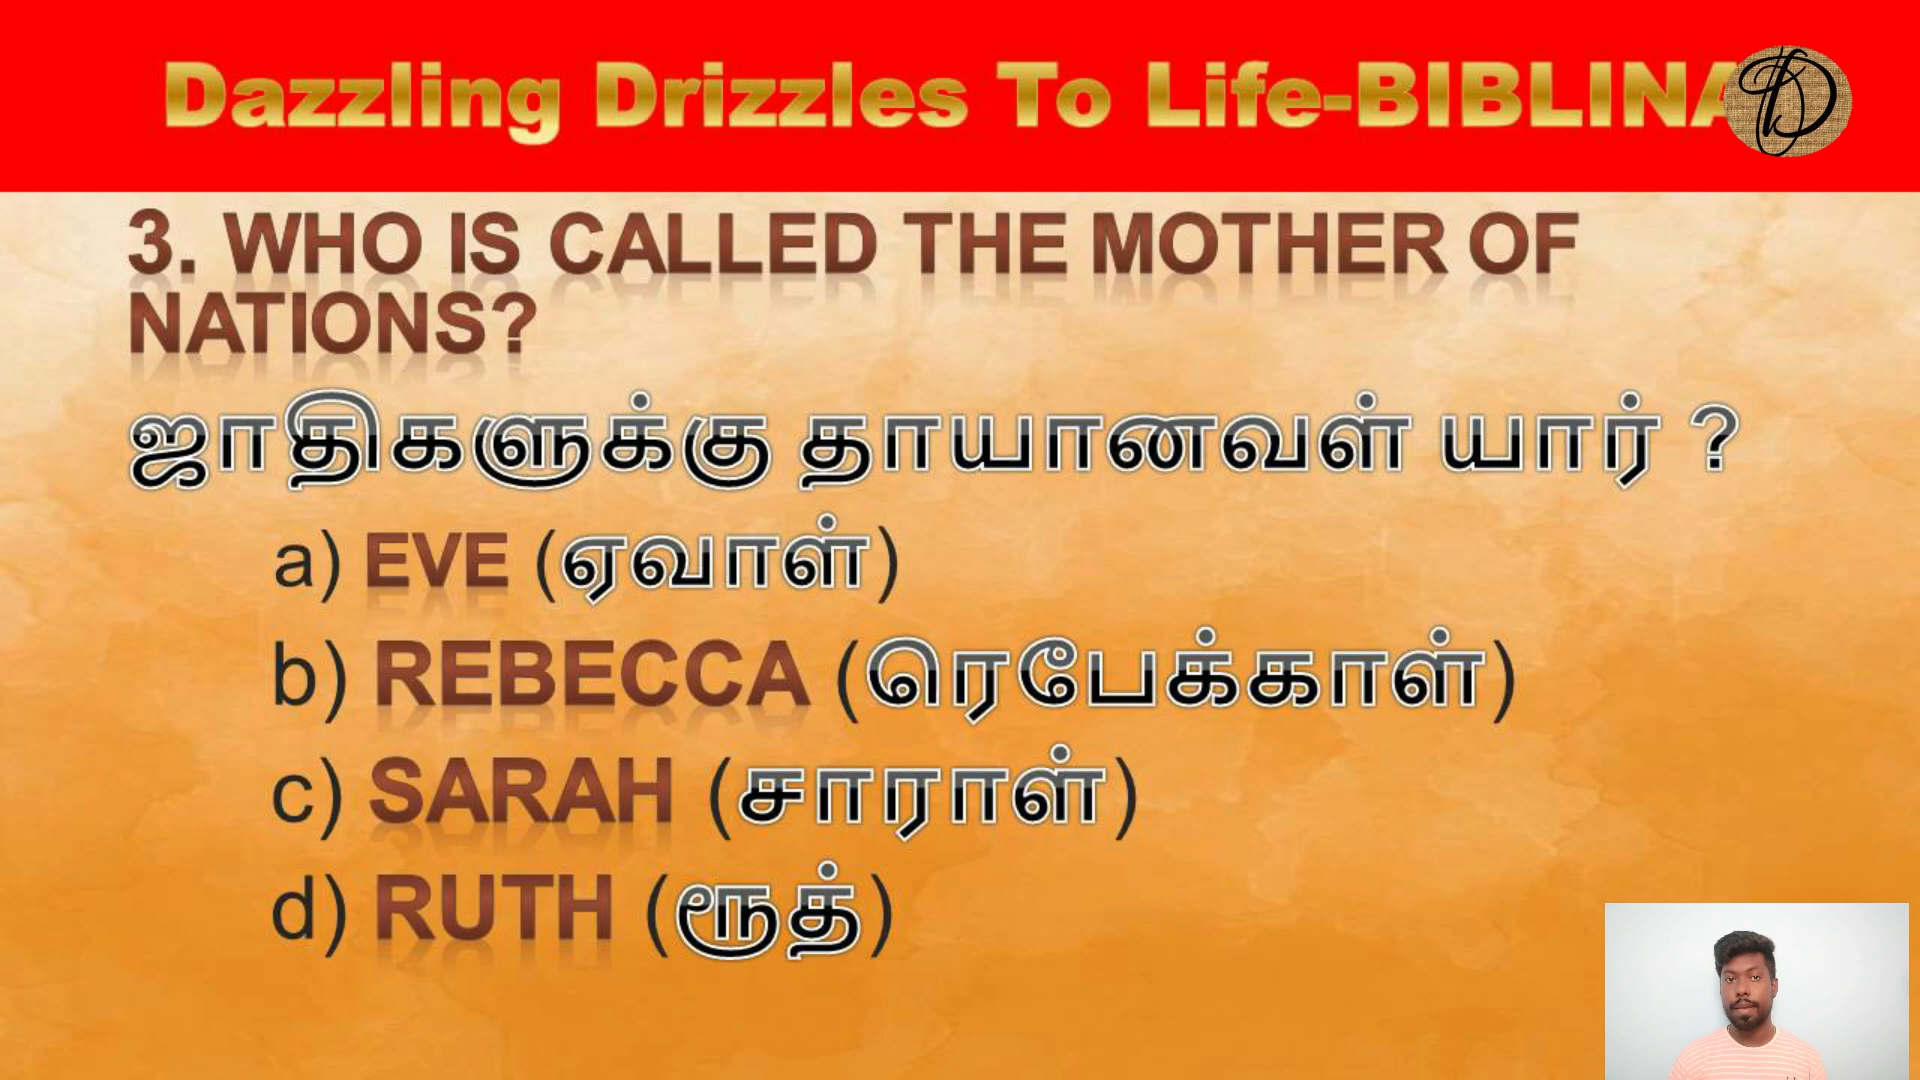 Dazzling Drizzles To Life-BIBLINA
3. WHO IS CALLED THE MOTHER OF
NATIONS?
ஜாதிகளுக்கு தாயானவள் யார் ?
a) EVE (ஏவாள்)
b) REBECCA (ரெபேக்காள்)
c) SARAH (சாராள்)
d) RUTH (ரூத்)